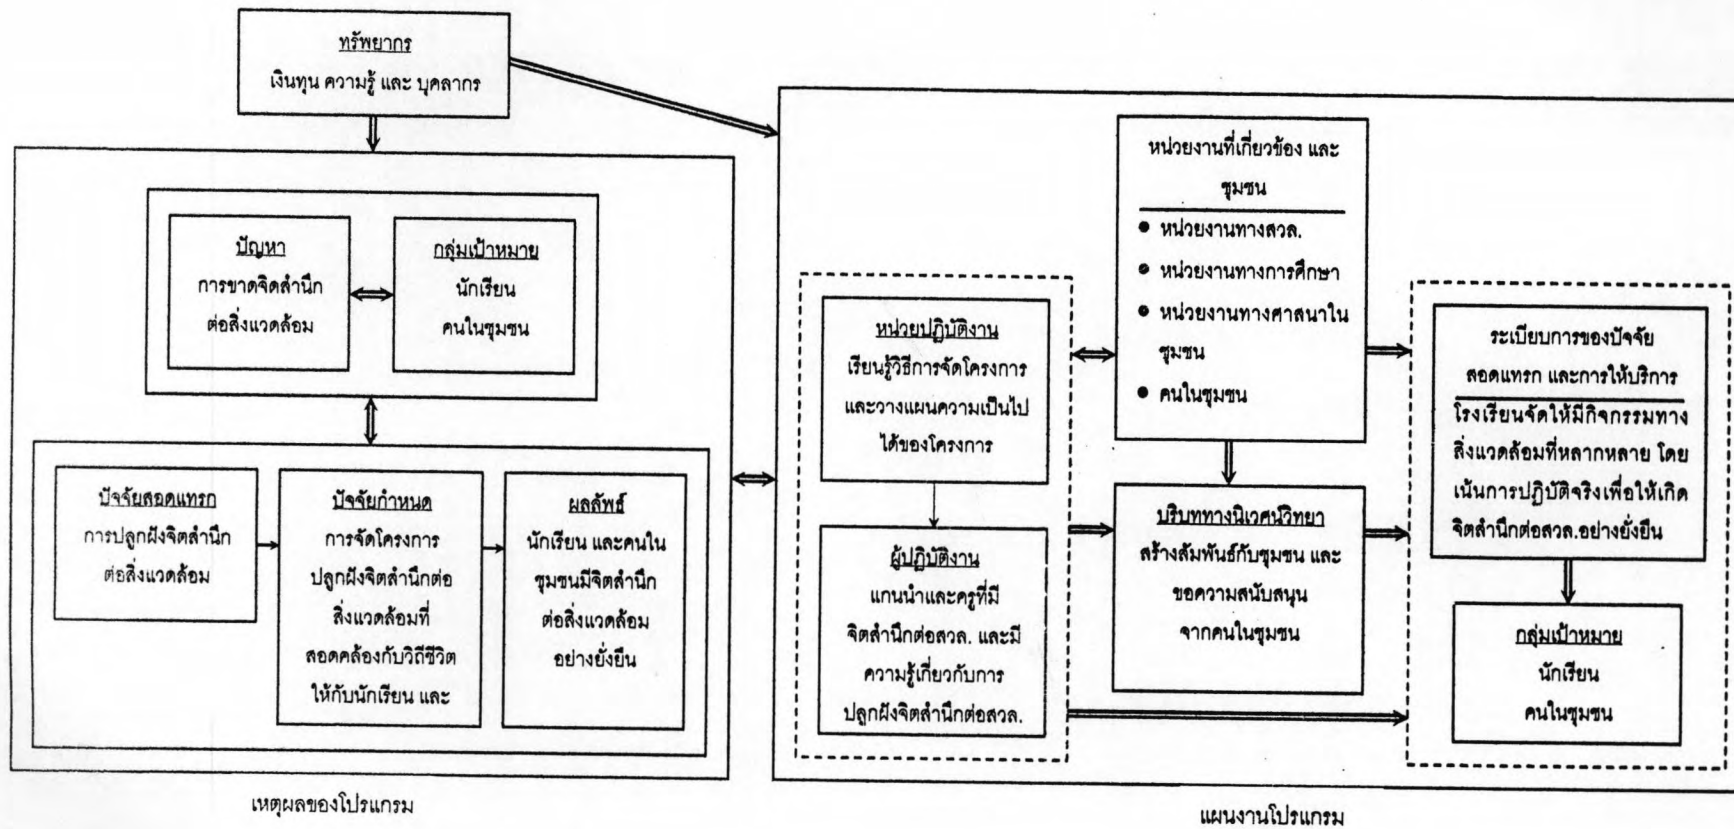 ทรัพยากร
เงินทุน ความรู้ และ บุคลากร
ปัญหา
การขาดจิตสำนึก
ต่อสิ่งแวดล้อม
กลุ่มเป้าหมาย
นักเรียน
คนในชุมชน
ปัจจัยสอดแทรก
การปลูกฝังจิตสำนึก
ต่อสิ่งแวดล้อม
ปัจจัยกำหนด
การจัดโครงการ
ปลูกฝังจิตสำนึกต่อ
สิ่งแวดล้อมที่
สอดคล้องกับวิถีชีวิต
ให้กับนักเรียน และ
ผลลัพธ์
นักเรียน และคนใน
ชุมชนมีจิตสำนึก
ต่อสิ่งแวดล้อม
อย่างยั่งยืน
เหตุผลของโปรแกรม
หน่วยปฏิบัติงาน
เรียนรู้วิธีการจัดโครงการ
และวางแผนความเป็นไป
ได้ของโครงการ
ผู้ปฏิบัติงาน
แกนนำและครูที่มี
จิตสำนึกต่อสวล. และมี
ความรู้เกี่ยวกับการ
ปลูกฝังจิตสำนึกต่อสวล.
หน่วยงานที่เกี่ยวข้อง และ
ชุมชน
● หน่วยงานทางสวล.
● หน่วยงานทางการศึกษา
● หน่วยงานทางศาสนาใน
ชุมชน
● คนในชุมชน
บริบททางนิเวศน์วิทยา
สร้างสัมพันธ์กับชุมชน และ
ขอความสนับสนุน
จากคนในชุมชน
ระเบียบการของปัจจัย
สอดแทรก และการให้บริการ
โรงเรียนจัดให้มีกิจกรรมทาง
สิ่งแวดล้อมที่หลากหลาย โดย
เน้นการปฏิบัติจริงเพื่อให้เกิด
จิตสำนึกต่อสวล.อย่างยั่งยืน
กลุ่มเป้าหมาย
นักเรียน
คนในชุมชน
แผนงานโปรแกรม